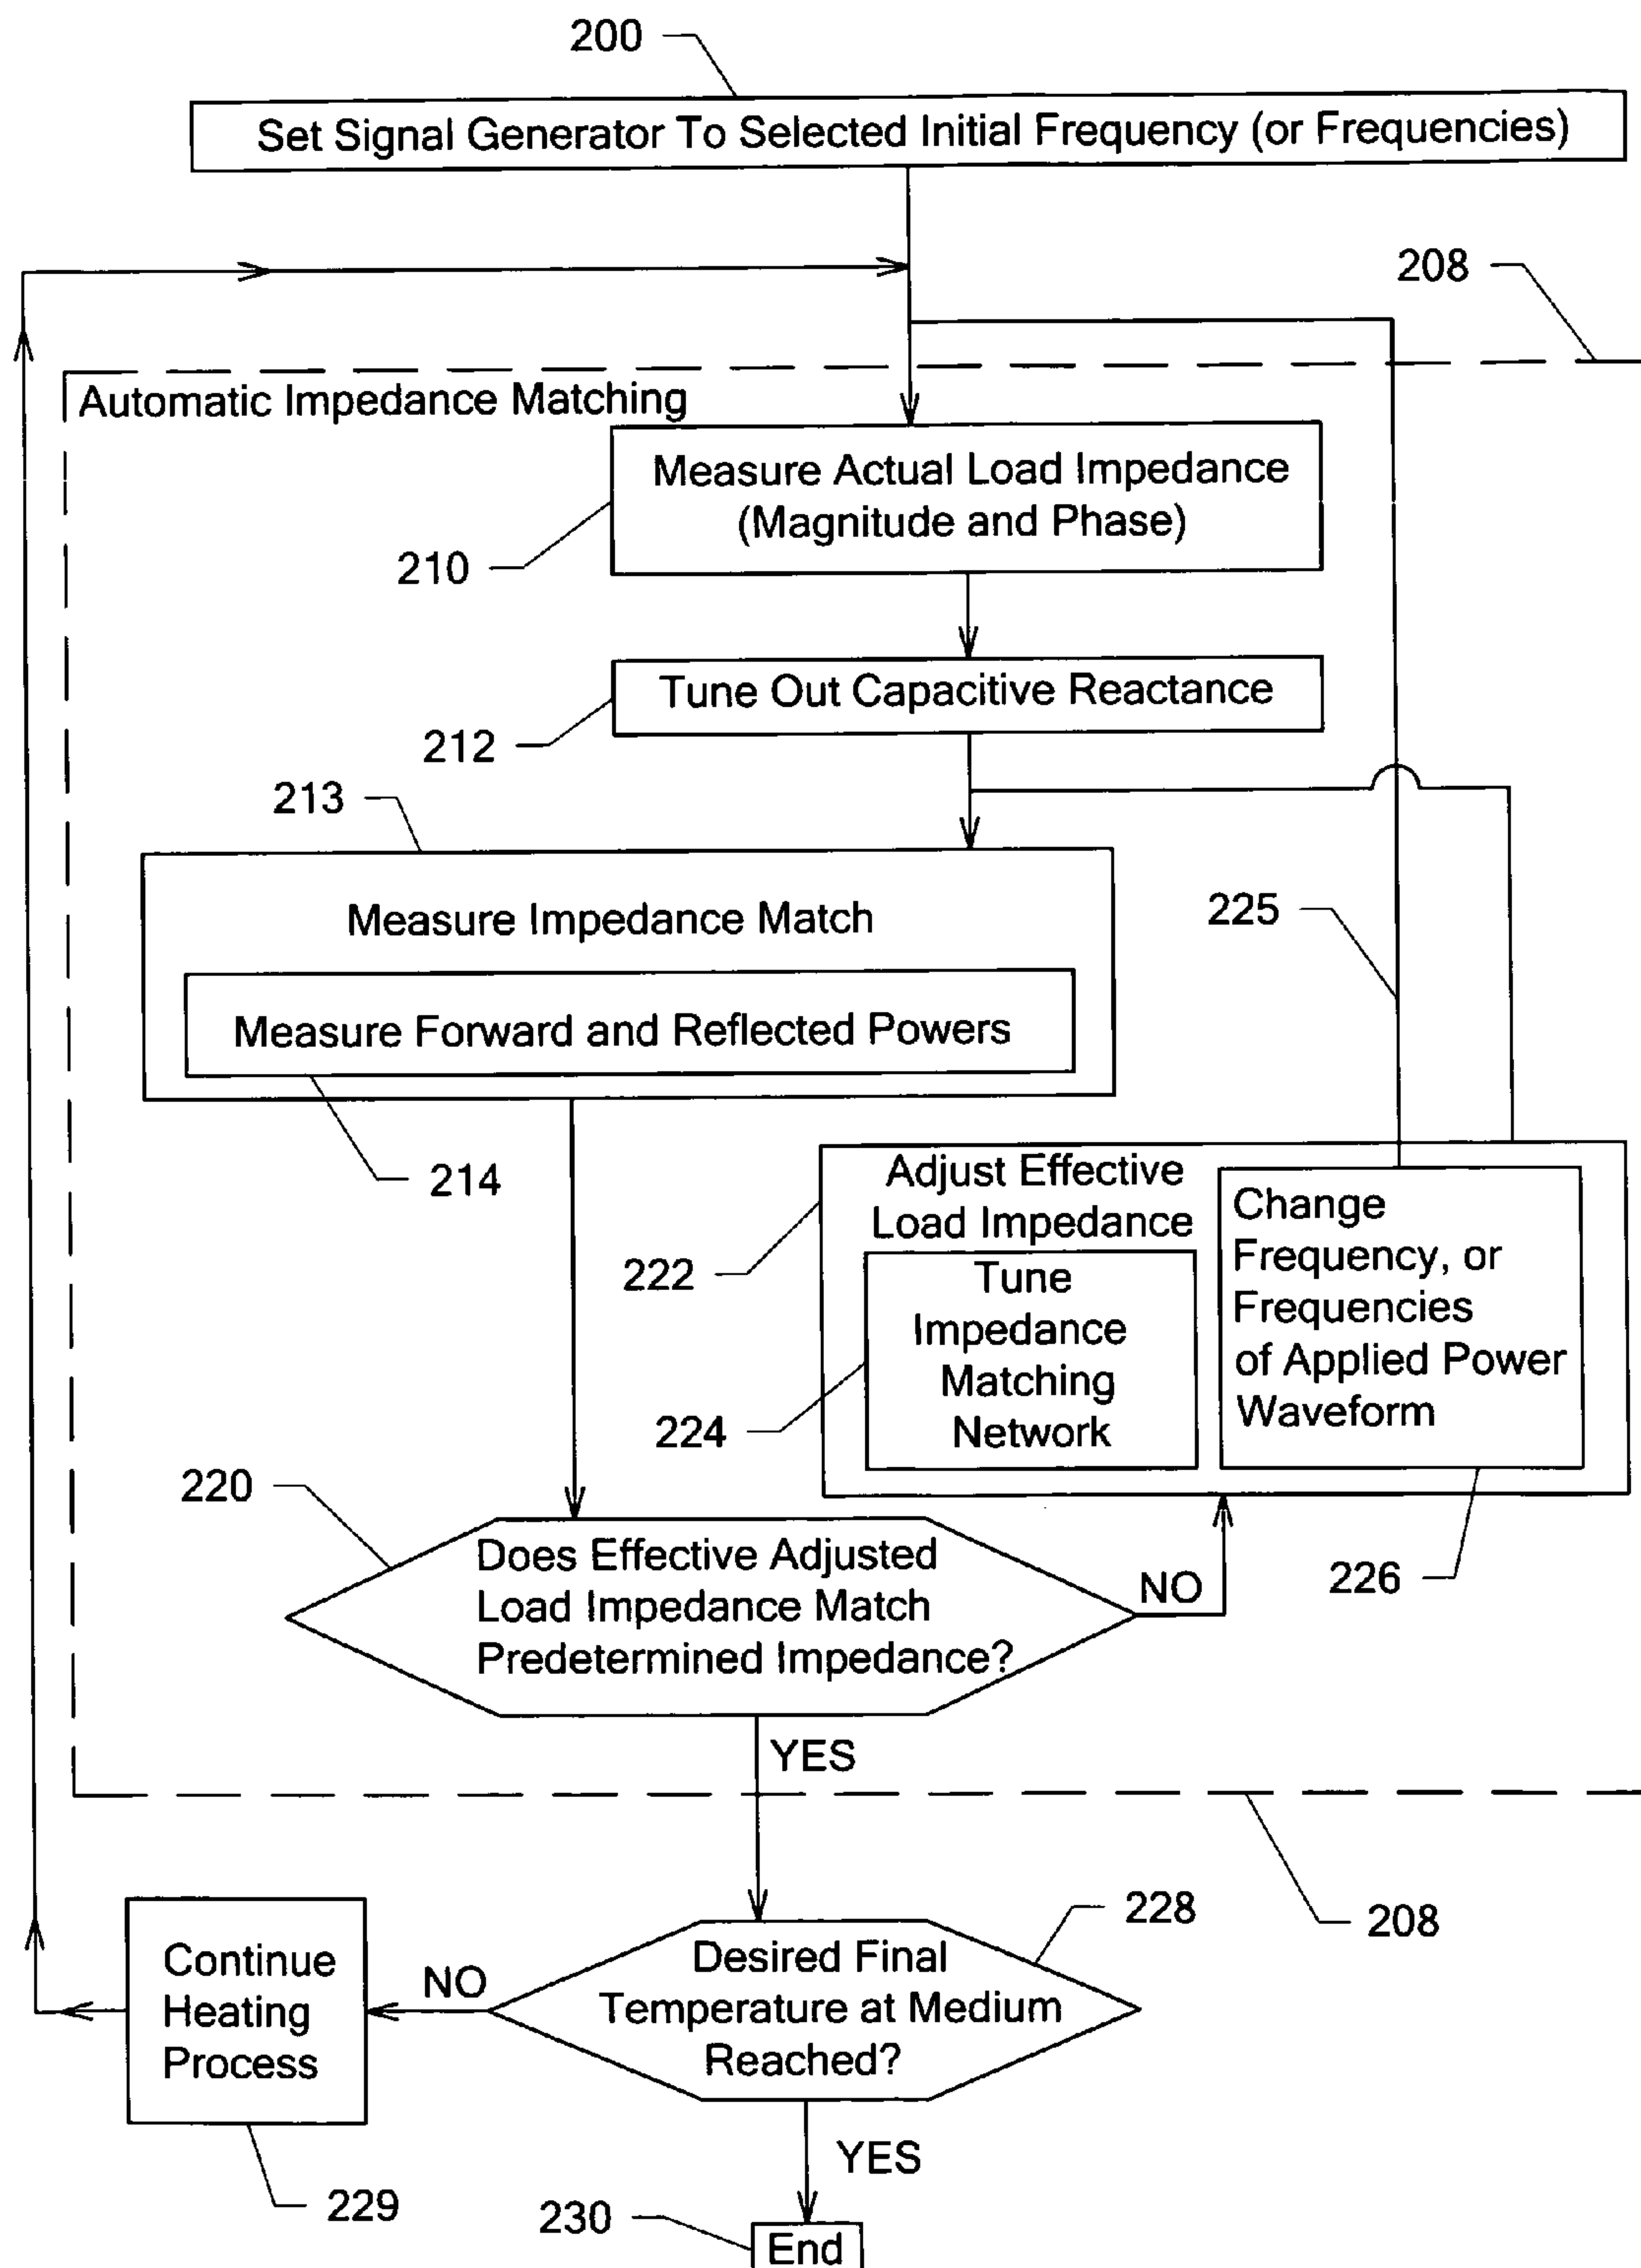 200
Set Signal Generator To Selected Initial Frequency (or Frequencies)
208
Automatic Impedance Matching
Measure Actual Load Impedance
(Magnitude and Phase)
210
Tune Out Capacitive Reactance
212
213
Measure Impedance Match
225
Measure Forward and Reflected Powers
214
Adjust Effective
Load Impedance
222
Tune
Impedance
Matching
Network
224
Change
Frequency, or
Frequencies
of Applied Power
Waveform
226
220
Does Effective Adjusted
Load Impedance Match
Predetermined Impedance?
NO
YES
208
228
Desired Final
Temperature at Medium
Reached?
NO
Continue
Heating
Process
229
YES
230
End